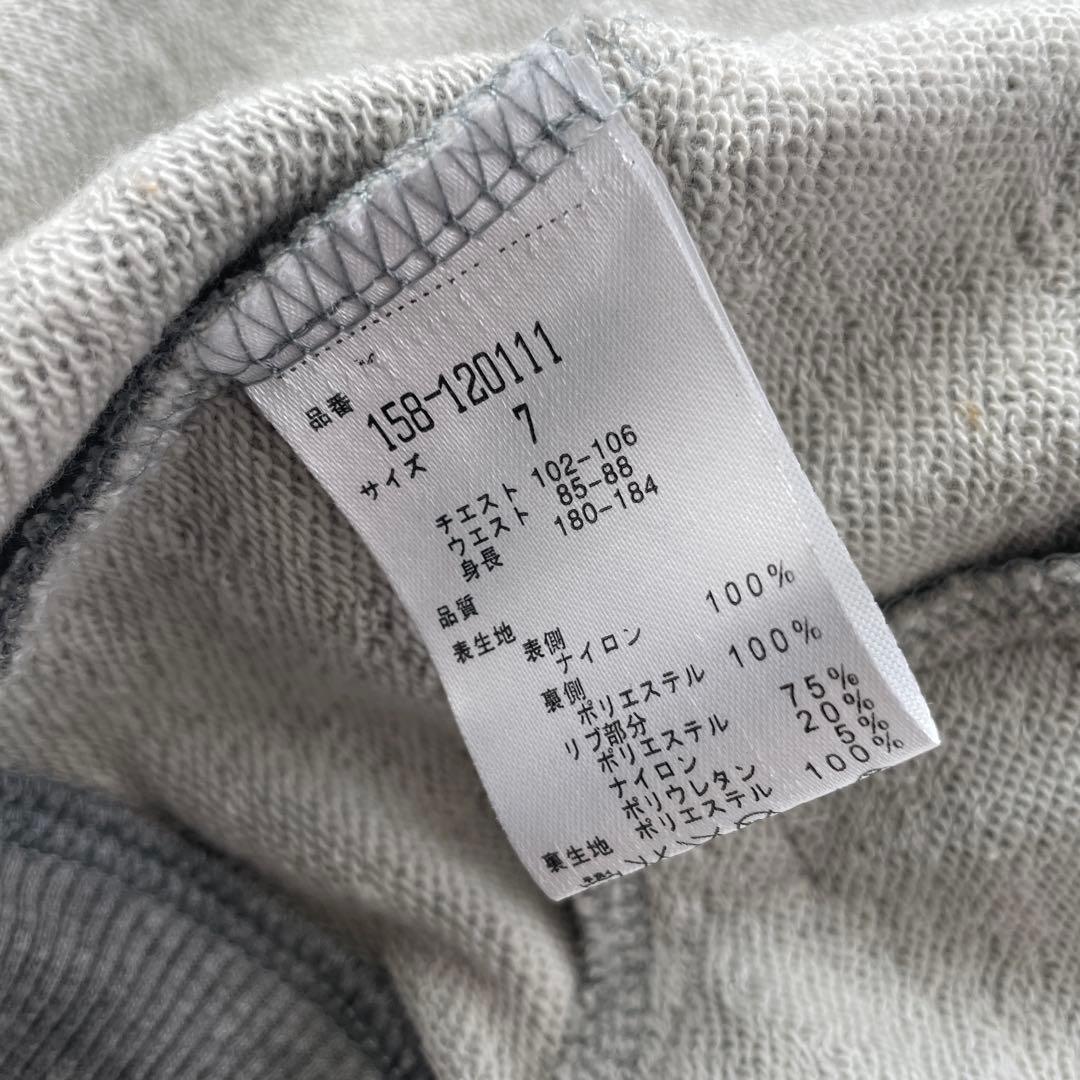 品番 158-120111
サイズ 7
チェスト 102-106
ウエスト 85-88
身長 180-184
品質
表生地 表側
ナイロン 100%
裏側
ポリエステル 100%
リブ部分
ポリエステル 75%
ナイロン 20%
ポリウレタン 5%
裏生地 ポリエステル 100%